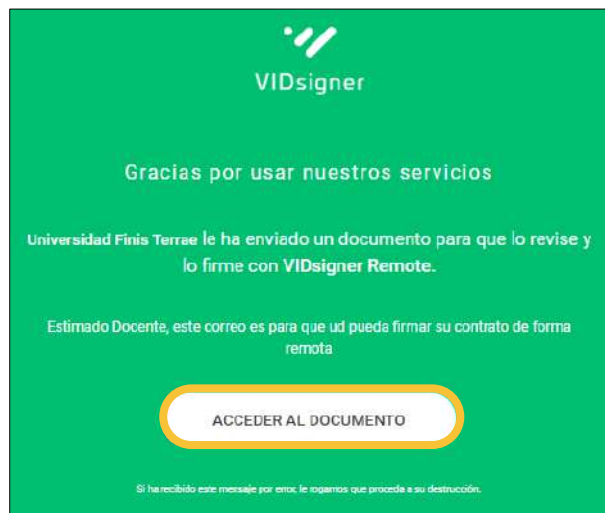 VIDsigner
Gracias por usar nuestros servicios
Universidad Finis Terrae le ha enviado un documento para que lo revise y
lo firme con VIDsigner Remote.
Estimado Docente, este correo es para que ud pueda firmar su contrato de forma
remota
ACCEDER AL DOCUMENTO
Si ha recibido este mensaje por error, le rogamos que proceda a su destrucción.